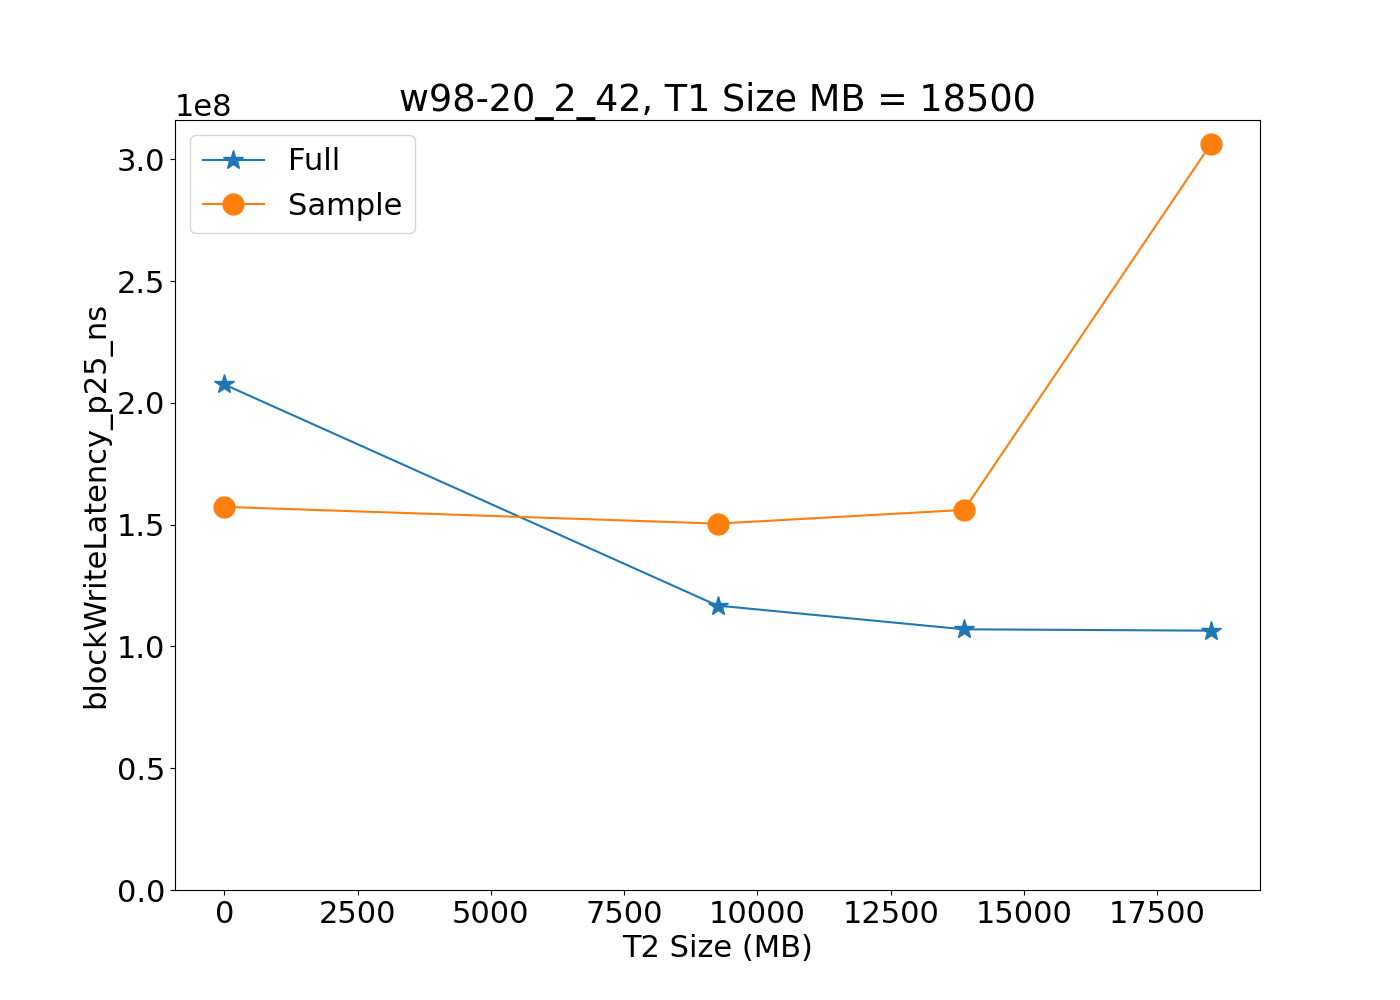 w98-20_2_42, T1 Size MB = 18500
1e8
Full
Sample
3.0
2.5
2.0
1.5
1.0
0.5
0.0
blockWriteLatency_p25_ns
0 2500 5000 7500 10000 12500 15000 17500
T2 Size (MB)